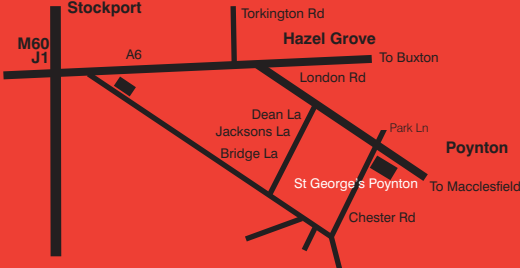 Stockport
Torkington Rd
M60
J1
A6
Hazel Grove
To Buxton
London Rd
Dean La
Jacksons La
Bridge La
Park Ln
Poynton
St George's Poynton
To Macclesfield
Chester Rd